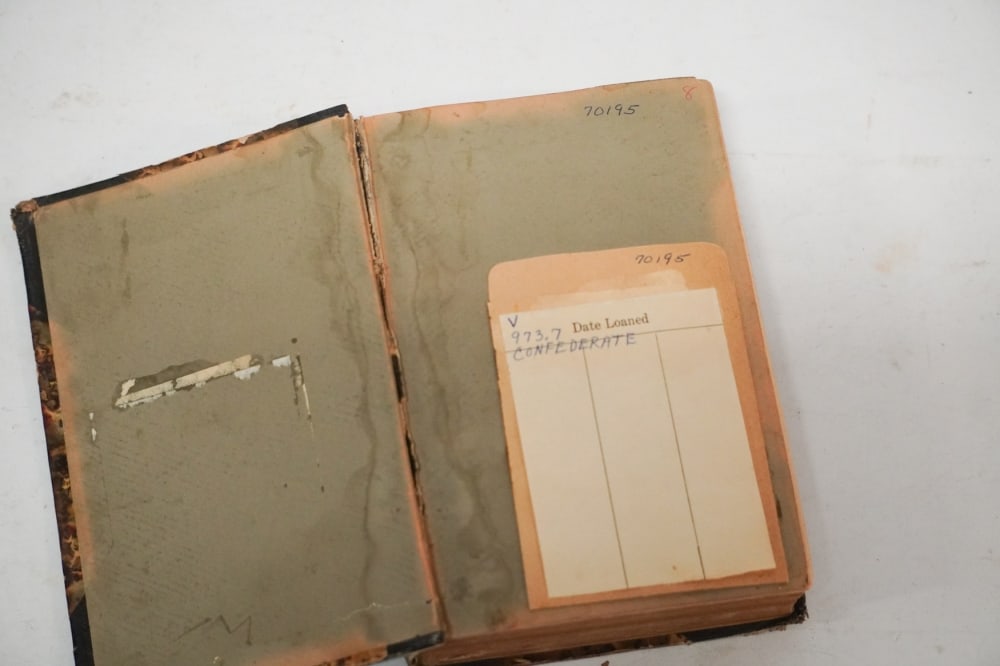 70195 8
70195
V
973.7 Date Loaned
CONFEDERATE